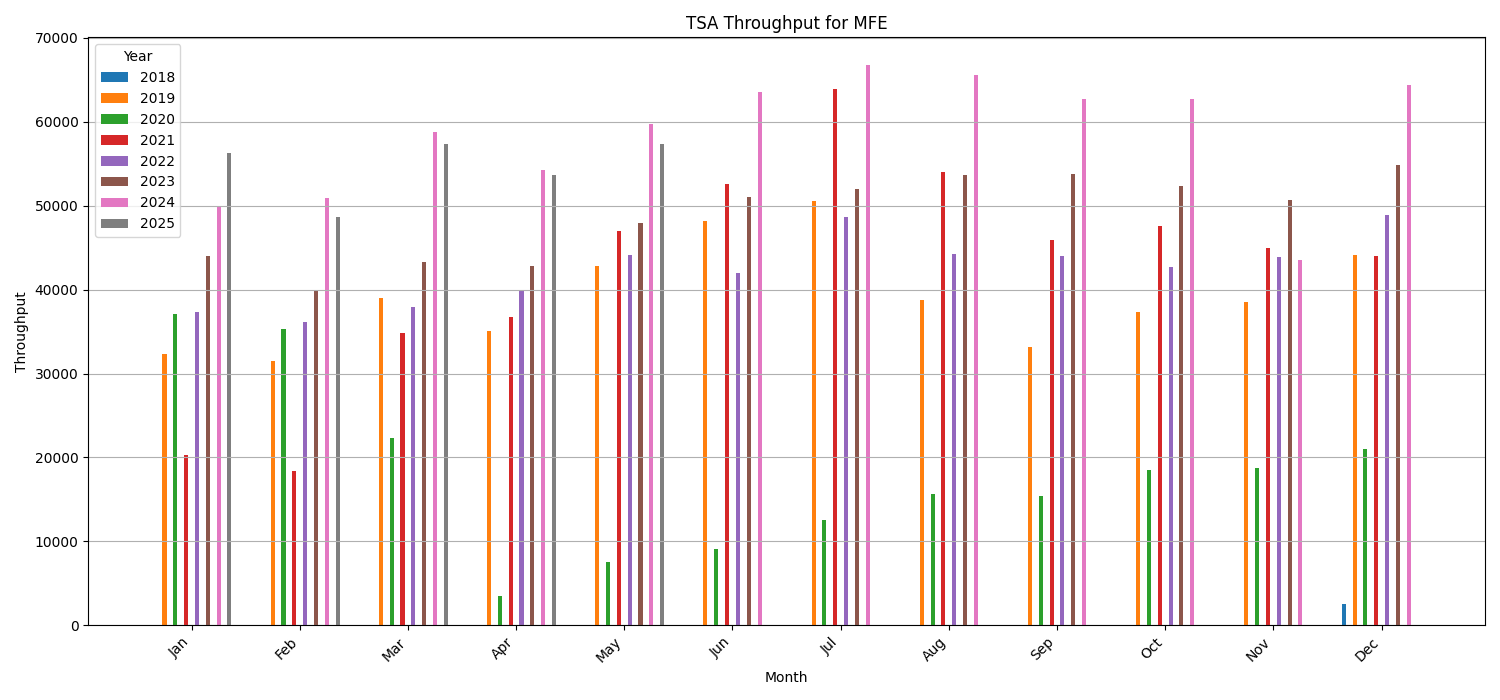 TSA Throughput for MFE
70000
60000
50000
40000
30000
20000
10000
0
Throughput
Year
2018
2019
2020
2021
2022
2023
2024
2025
Jan
Feb
Mar
Apr
May
Jun
Jul
Aug
Sep
Oct
Nov
Dec
Month